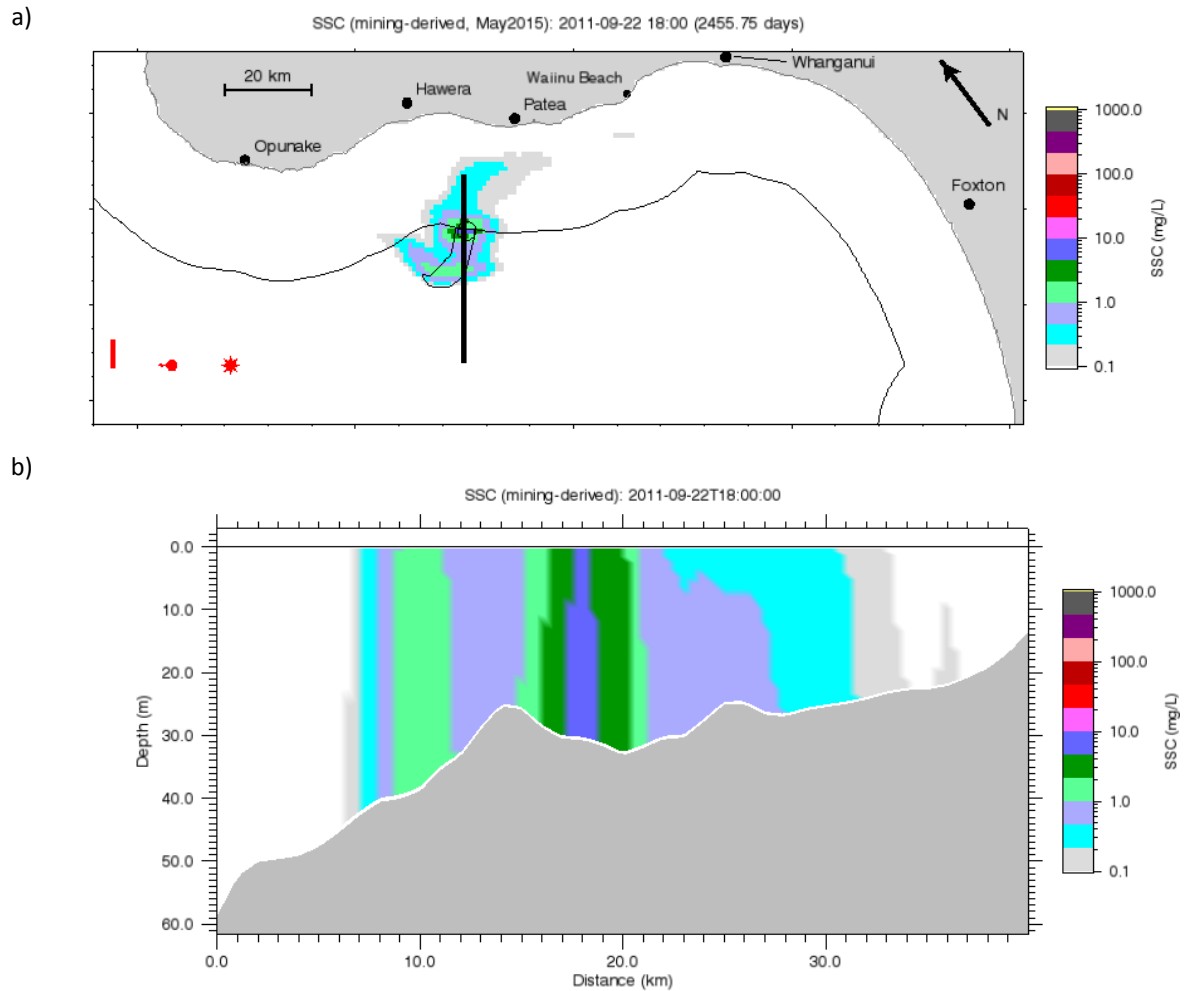 a)
SSC (mining-derived, May2015): 2011-09-22 18:00 (2455.75 days)
20 km
Opunake
Hawera
Patea
Waiinu Beach
Whanganui
Foxton
N
1000.0
100.0
10.0
1.0
0.1
SSC (mg/L)
b)
SSC (mining-derived): 2011-09-22T18:00:00
0.0
10.0
20.0
30.0
40.0
50.0
60.0
Depth (m)
0.0
10.0
20.0
30.0
Distance (km)
1000.0
100.0
10.0
1.0
0.1
SSC (mg/L)